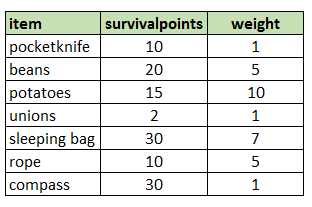 item survivalpoints weight
pocketknife 10 1
beans 20 5
potatoes 15 10
unions 2 1
sleeping bag 30 7
rope 10 5
compass 30 1